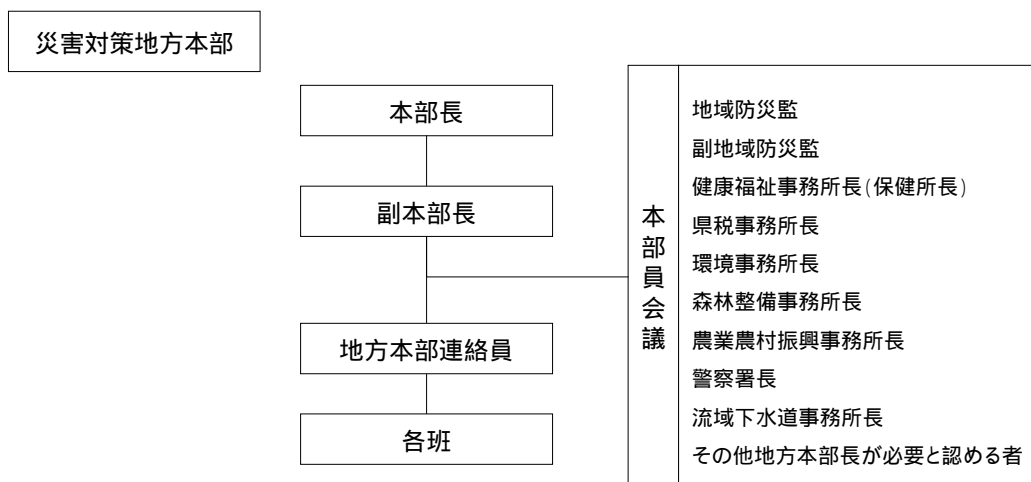 災害対策地方本部
本部長
副本部長
地方本部連絡員
各班
本部員会議
地域防災監
副地域防災監
健康福祉事務所長(保健所長)
県税事務所長
環境事務所長
森林整備事務所長
農業農村振興事務所長
警察署長
流域下水道事務所長
その他地方本部長が必要と認める者